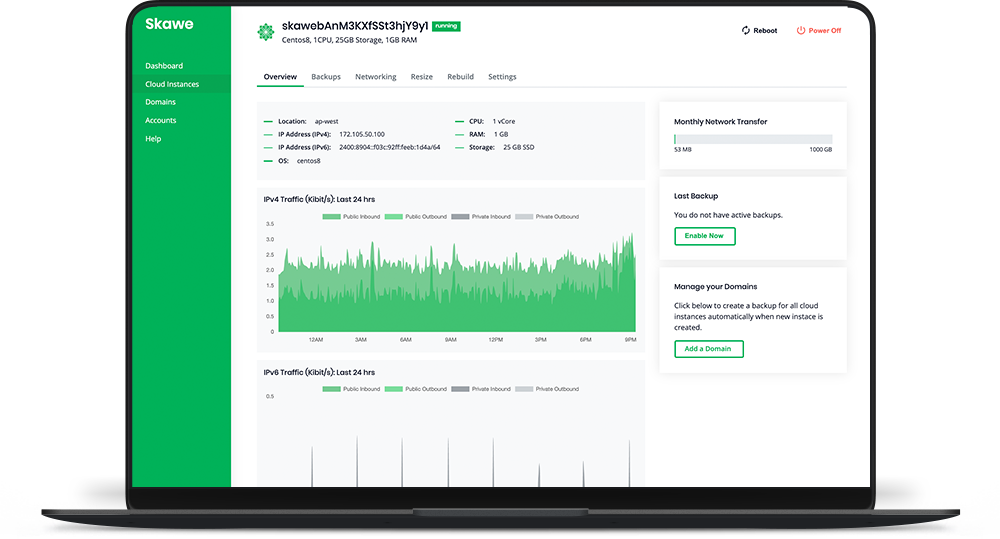 Skawe
Dashboard
Cloud Instances
Domains
Accounts
Help
skawebAnM3KXfSSt3hjY9y1 running
Centos8, 1CPU, 25GB Storage, 1GB RAM
Reboot
Power Off
Overview Backups Networking Resize Rebuild Settings
Location: ap-west
IP Address (IPv4): 172.105.50.100
IP Address (IPv6): 2400:8904::f03c:92ff:feeb:1d4a/64
OS: centos8
CPU: 1 vCore
RAM: 1 GB
Storage: 25 GB SSD
IPv4 Traffic (Kibit/s): Last 24 hrs
Public Inbound Public Outbound Private Inbound Private Outbound
3.5
3.0
2.5
2.0
1.5
1.0
0.5
0
12AM 3AM 6AM 9AM 12PM 3PM 6PM 9PM
IPv6 Traffic (Kibit/s): Last 24 hrs
Public Inbound Public Outbound Private Inbound Private Outbound
0.5
Monthly Network Transfer
53 MB 1000 GB
Last Backup
You do not have active backups.
Enable Now
Manage your Domains
Click below to create a backup for all cloud
instances automatically when new instace is
created.
Add a Domain